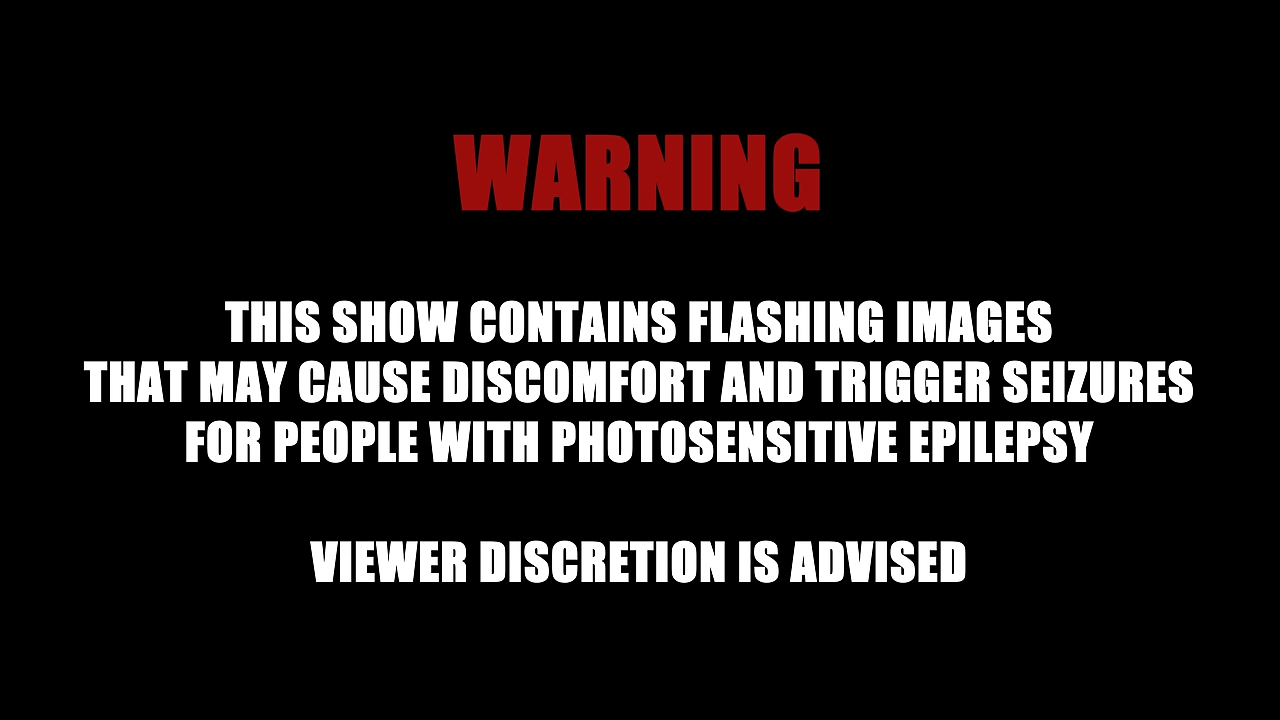 WARNING
THIS SHOW CONTAINS FLASHING IMAGES
THAT MAY CAUSE DISCOMFORT AND TRIGGER SEIZURES
FOR PEOPLE WITH PHOTOSENSITIVE EPILEPSY
VIEWER DISCRETION IS ADVISED